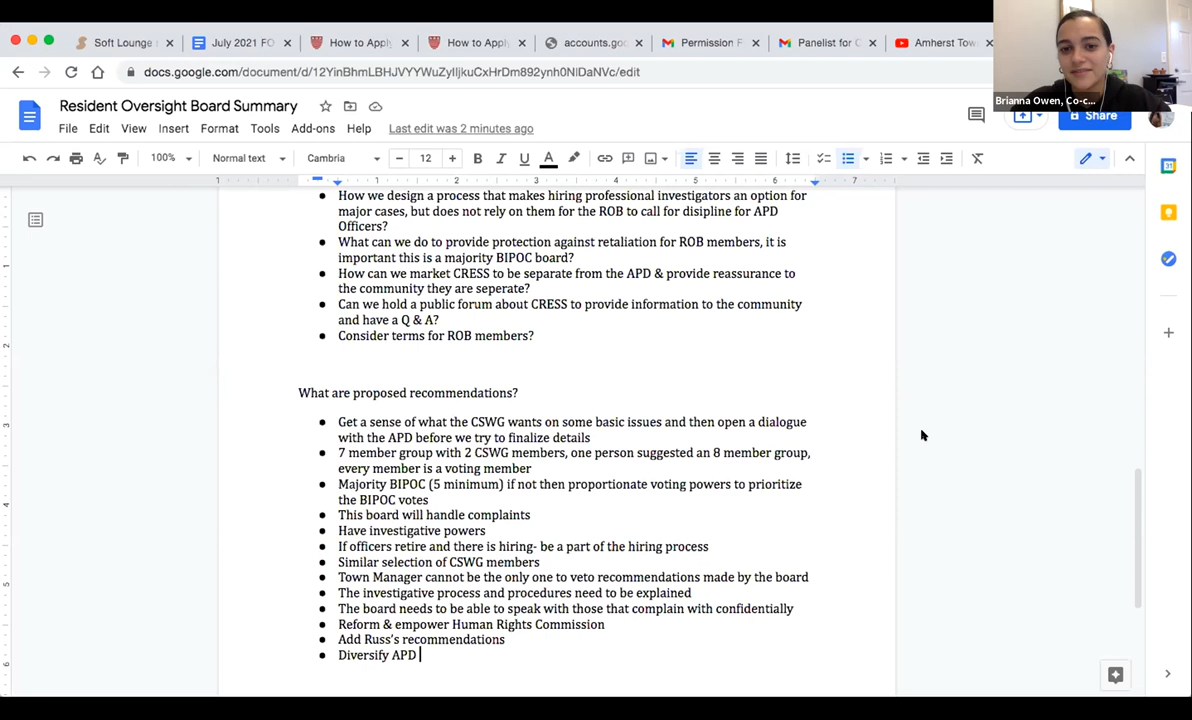 Soft Lounge
July 2021 FO
How to Apply
How to Apply
accounts.goo
Permission F
Panelist for C
Amherst Tow
docs.google.com/document/d/12YinBhmLBHJVYYWuZyIljkuCxHrDm892ynh0NIDaNVc/edit
Brianna Owen, Co-c...
Resident Oversight Board Summary
File Edit View Insert Format Tools Add-ons Help Last edit was 2 minutes ago
Share
100% Normal text Cambria 12 B I U A
1 1 2 3 4 5 6 7
How we design a process that makes hiring professional investigators an option for
major cases, but does not rely on them for the ROB to call for disipline for APD
Officers?
What can we do to provide protection against retaliation for ROB members, it is
important this is a majority BIPOC board?
How can we market CRESS to be separate from the APD & provide reassurance to
the community they are seperate?
Can we hold a public forum about CRESS to provide information to the community
and have a Q & A?
Consider terms for ROB members?
What are proposed recommendations?
Get a sense of what the CSWG wants on some basic issues and then open a dialogue
with the APD before we try to finalize details
7 member group with 2 CSWG members, one person suggested an 8 member group,
every member is a voting member
Majority BIPOC (5 minimum) if not then proportionate voting powers to prioritize
the BIPOC votes
This board will handle complaints
Have investigative powers
If officers retire and there is hiring- be a part of the hiring process
Similar selection of CSWG members
Town Manager cannot be the only one to veto recommendations made by the board
The investigative process and procedures need to be explained
The board needs to be able to speak with those that complain with confidentially
Reform & empower Human Rights Commission
Add Russ's recommendations
Diversify APD